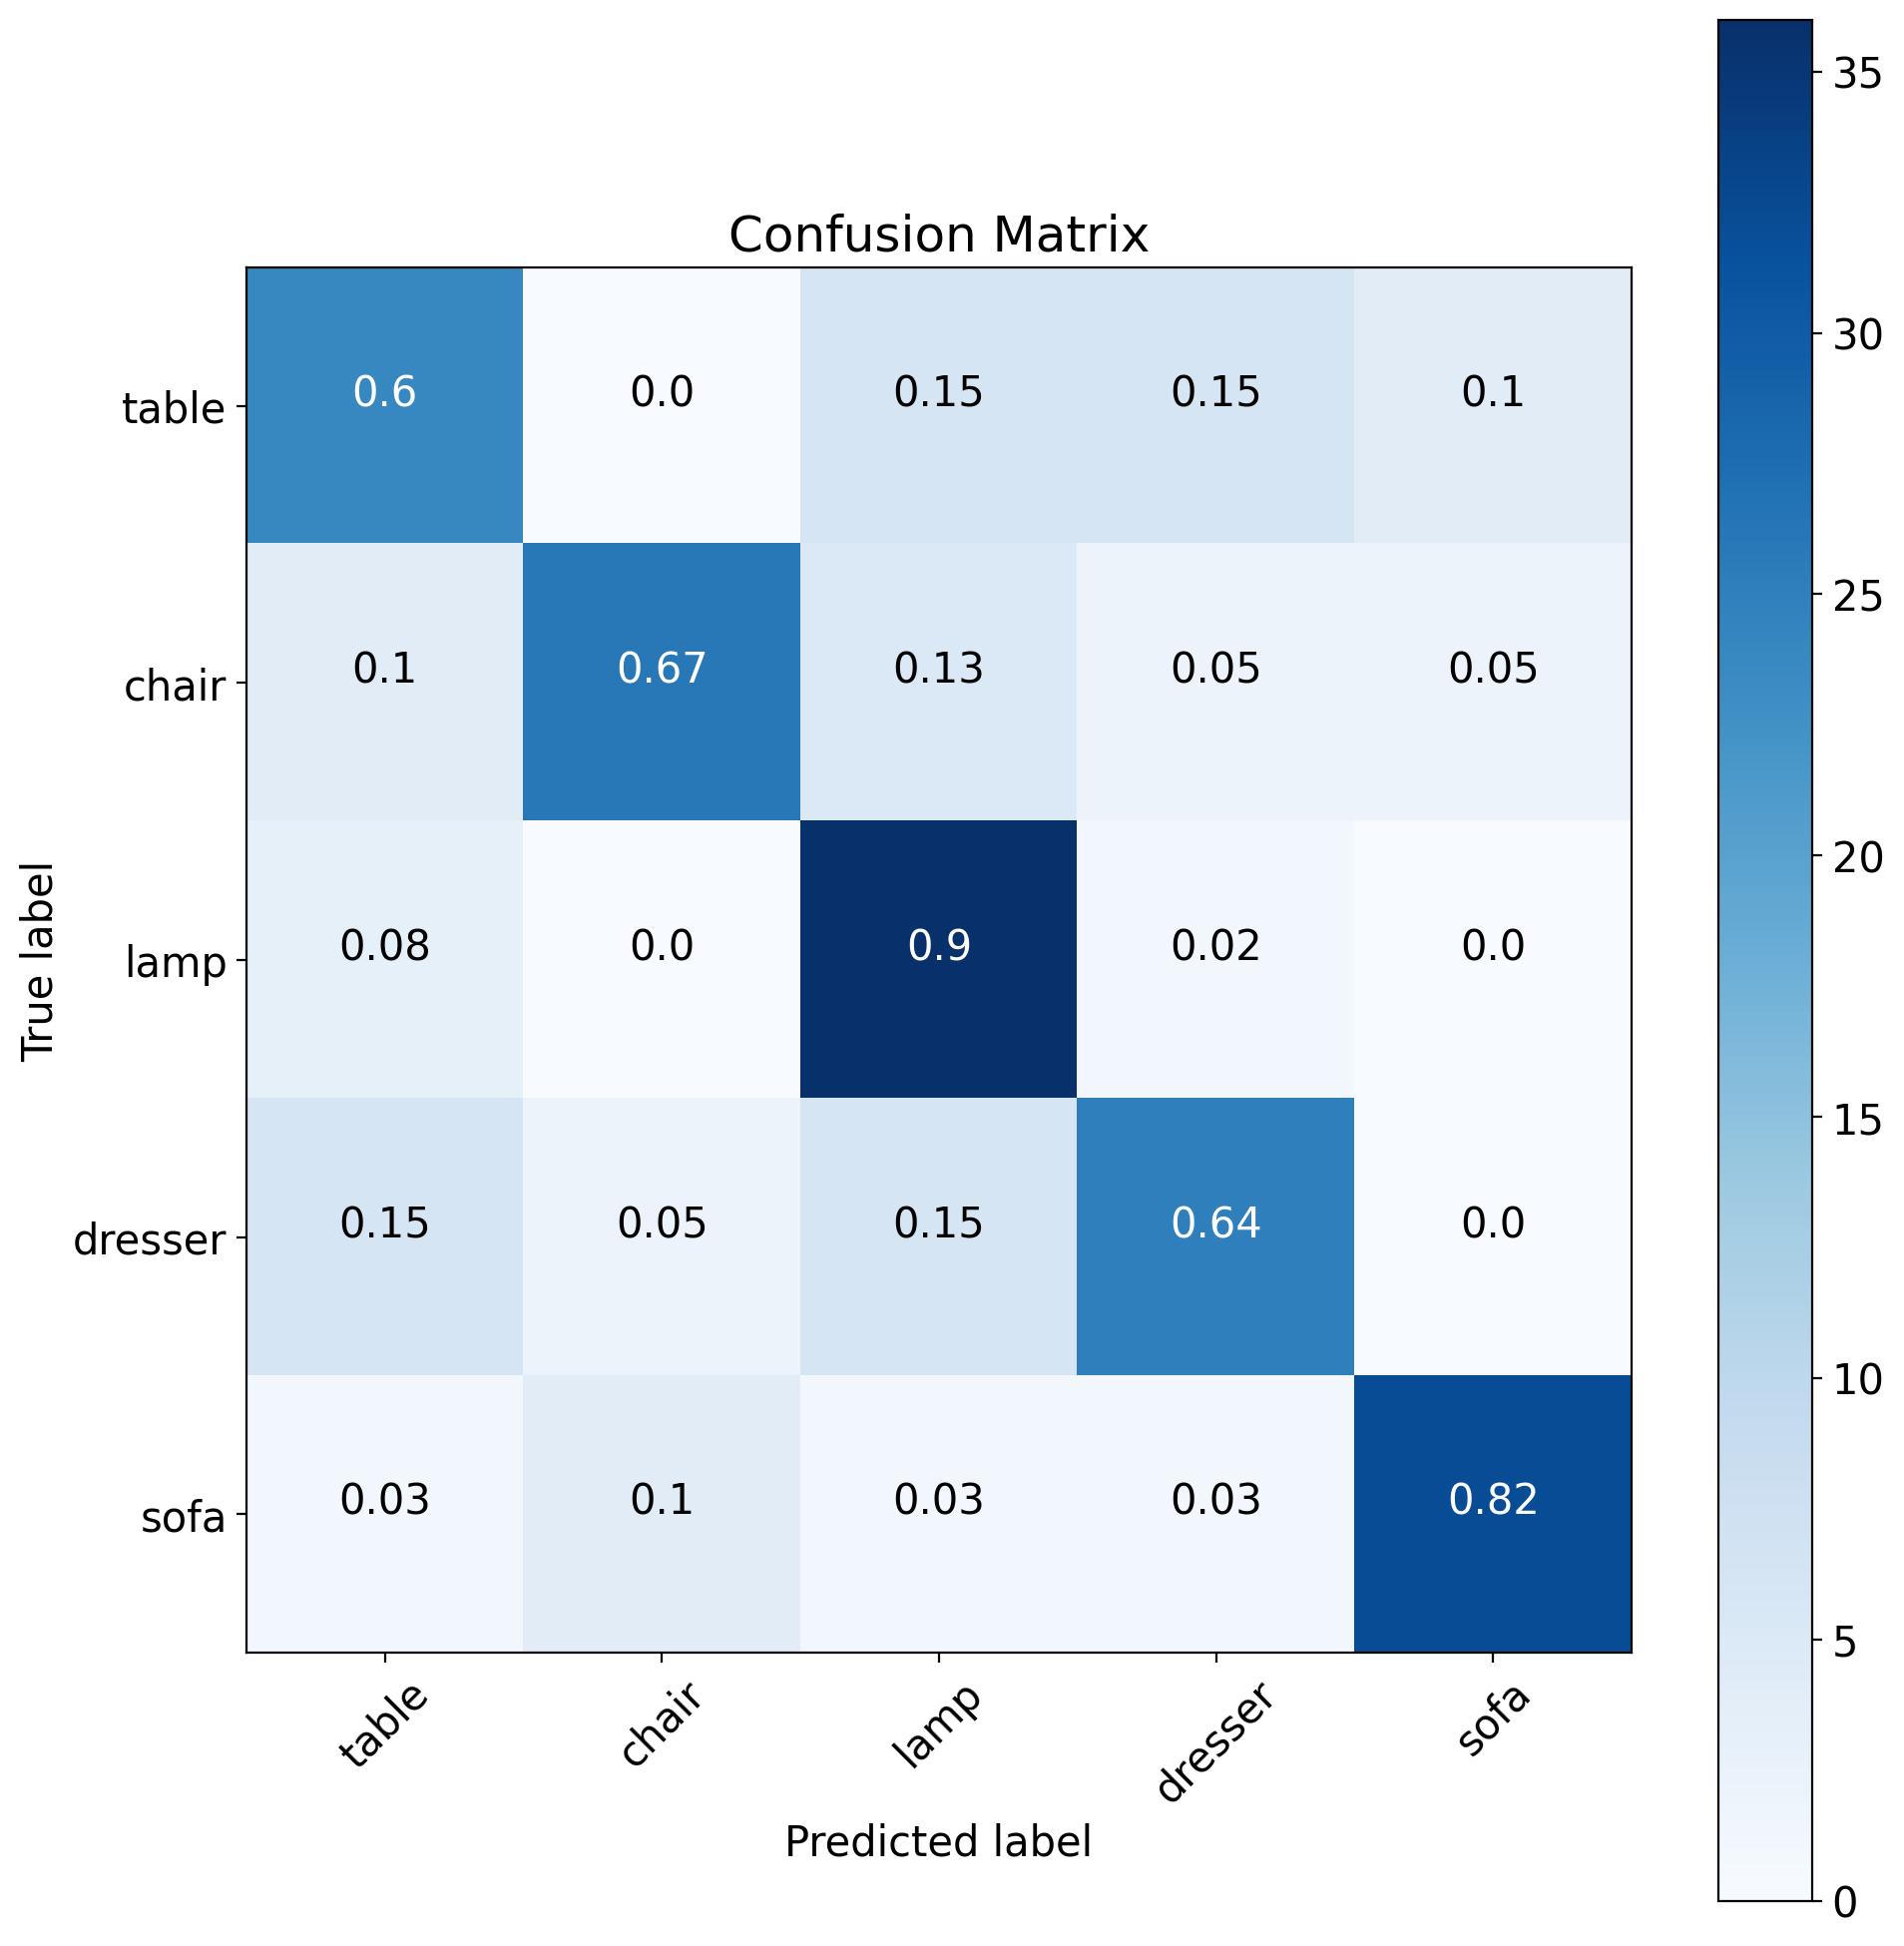 Confusion Matrix
True label
table 0.6 0.0 0.15 0.15 0.1
chair 0.1 0.67 0.13 0.05 0.05
lamp 0.08 0.0 0.9 0.02 0.0
dresser 0.15 0.05 0.15 0.64 0.0
sofa 0.03 0.1 0.03 0.03 0.82
table chair lamp dresser sofa
Predicted label
35
30
25
20
15
10
5
0